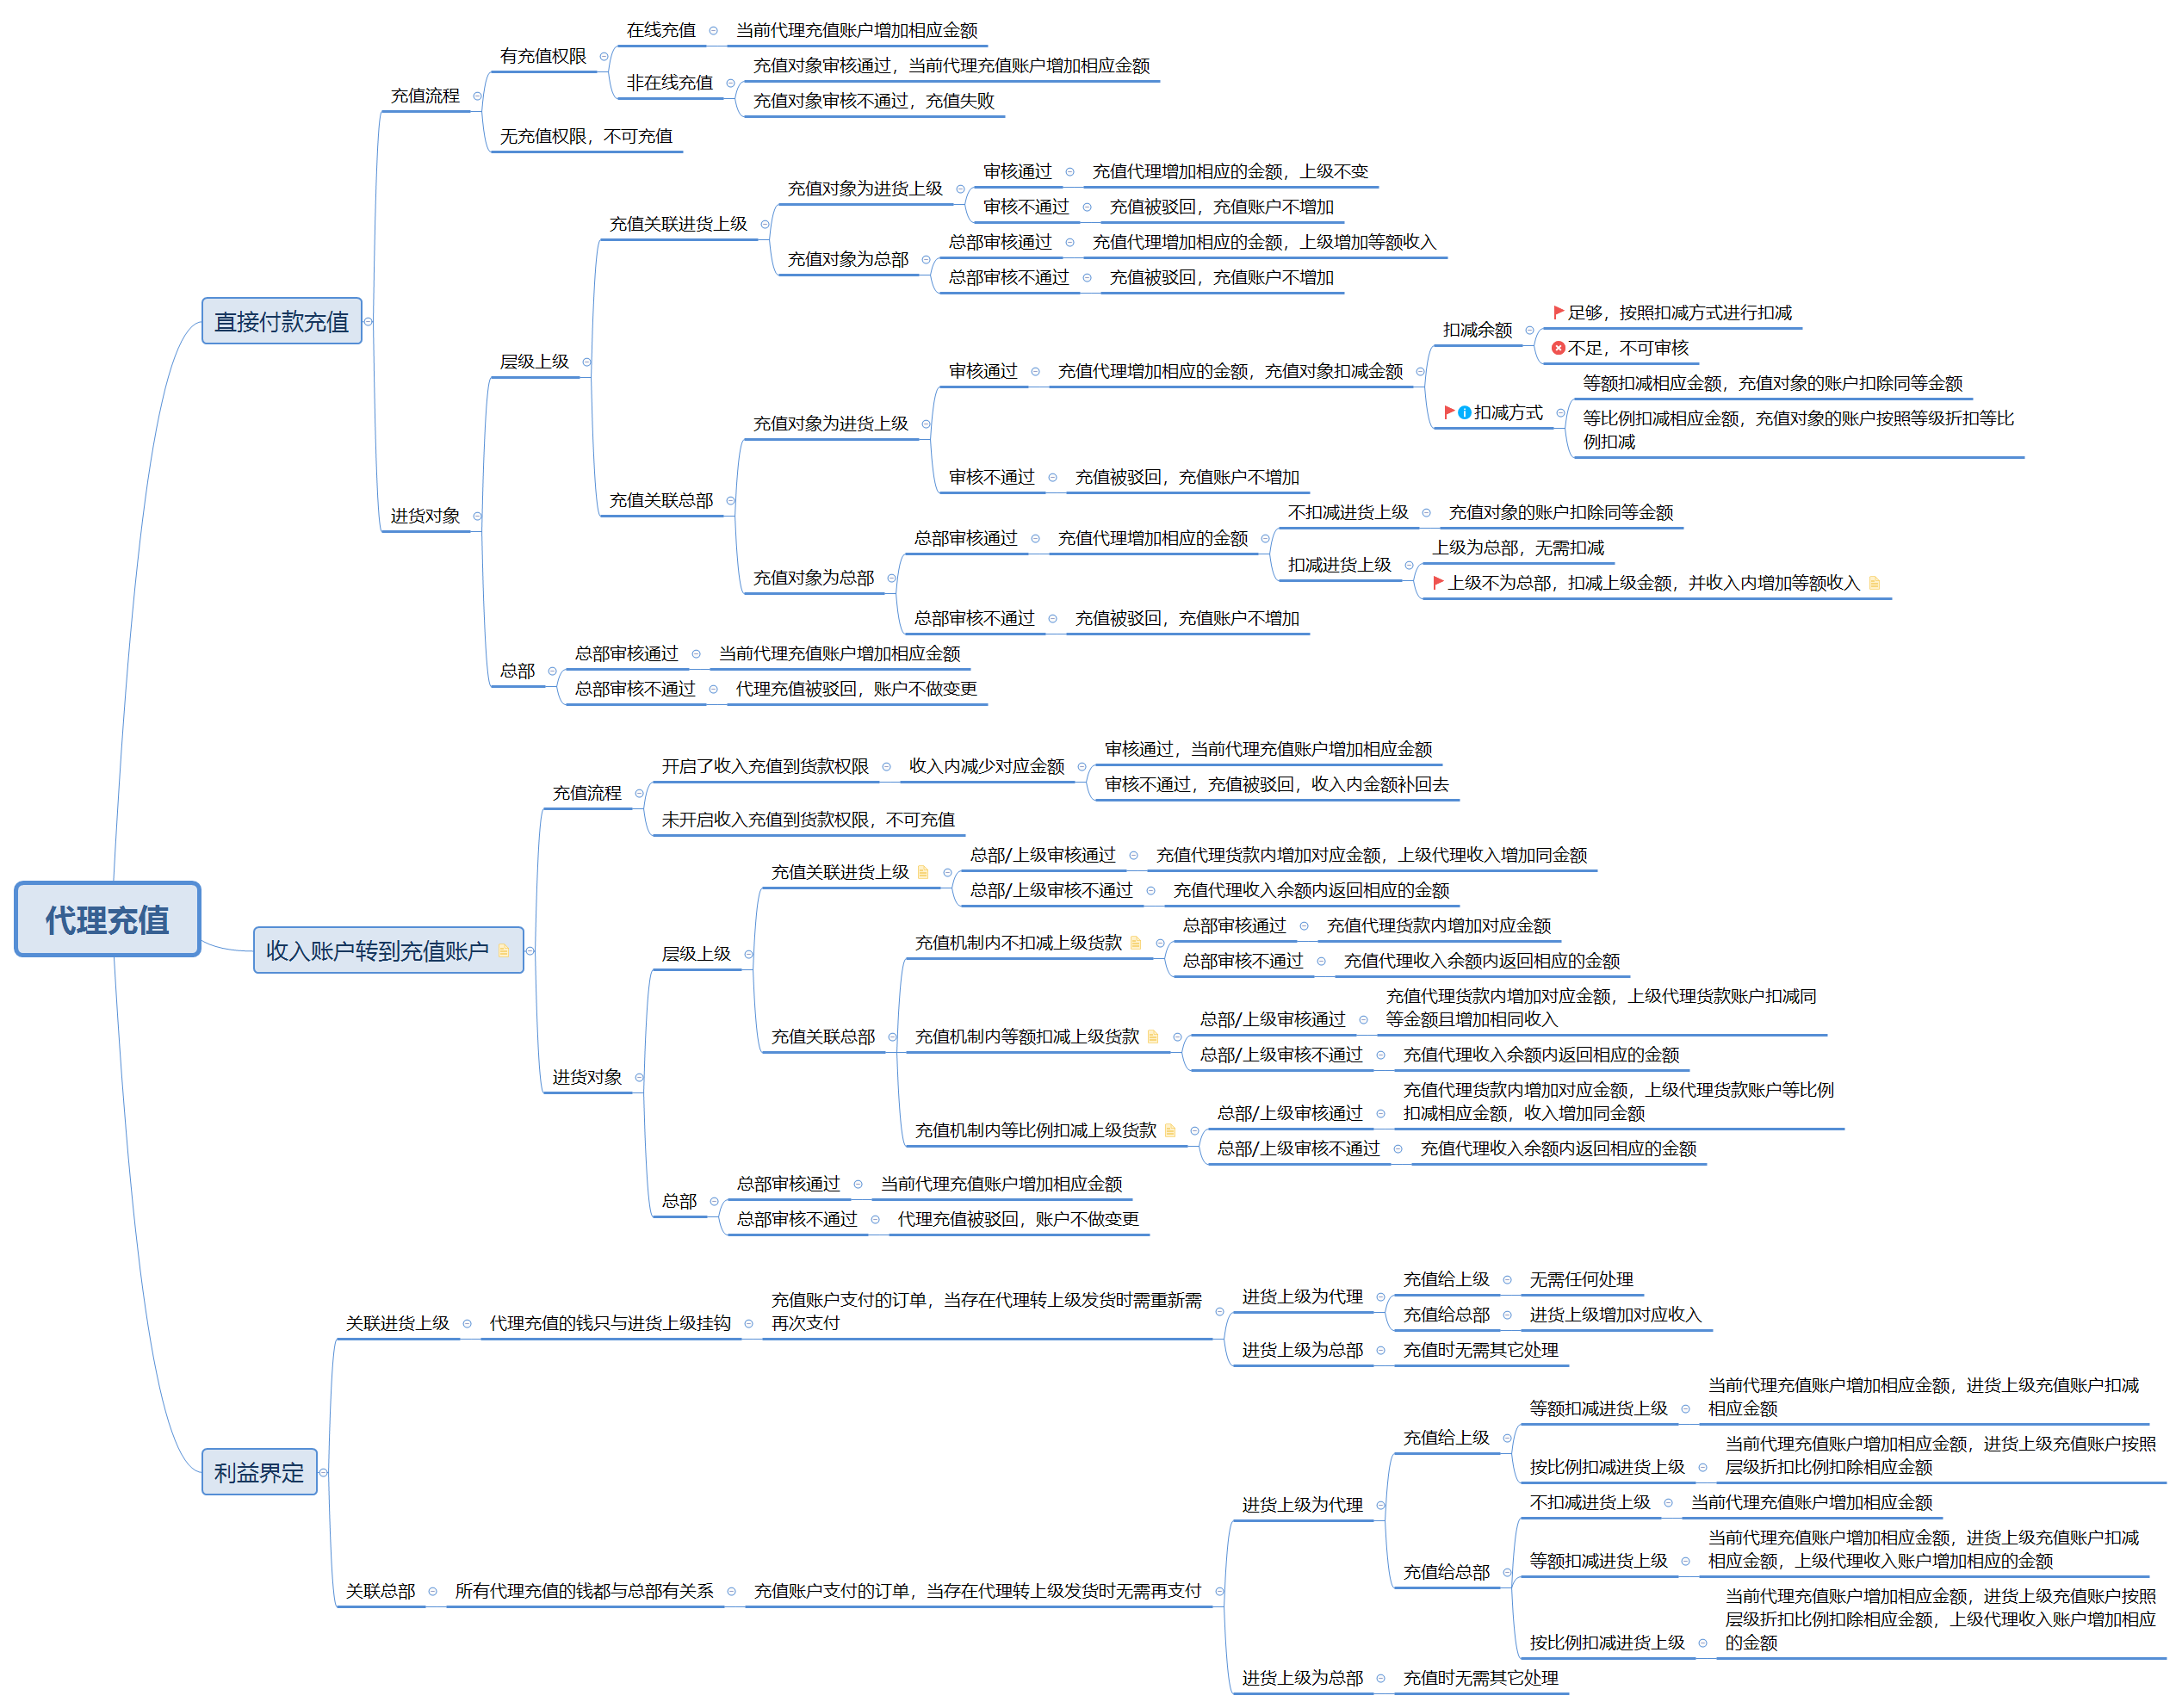 代理充值
直接付款充值
充值流程
有充值权限
在线充值
当前代理充值账户增加相应金额
非在线充值
充值对象审核通过，当前代理充值账户增加相应金额
充值对象审核不通过，充值失败
无充值权限，不可充值
进货对象
层级上级
充值关联进货上级
充值对象为进货上级
审核通过
充值代理增加相应的金额，上级不变
审核不通过
充值被驳回，充值账户不增加
充值对象为总部
总部审核通过
充值代理增加相应的金额，上级增加等额收入
总部审核不通过
充值被驳回，充值账户不增加
充值关联总部
充值对象为进货上级
审核通过
充值代理增加相应的金额，充值对象扣减金额
扣减余额
足够，按照扣减方式进行扣减
不足，不可审核
扣减方式
等额扣减相应金额，充值对象的账户扣除同等金额
等比例扣减相应金额，充值对象的账户按照等级折扣等比
例扣减
审核不通过
充值被驳回，充值账户不增加
充值对象为总部
总部审核通过
充值代理增加相应的金额
不扣减进货上级
充值对象的账户扣除同等金额
扣减进货上级
上级为总部，无需扣减
上级不为总部，扣减上级金额，并收入内增加等额收入
总部审核不通过
充值被驳回，充值账户不增加
总部
总部审核通过
当前代理充值账户增加相应金额
总部审核不通过
代理充值被驳回，账户不做变更
收入账户转到充值账户
充值流程
开启了收入充值到货款权限
收入内减少对应金额
审核通过，当前代理充值账户增加相应金额
审核不通过，充值被驳回，收入内金额补回去
未开启收入充值到货款权限，不可充值
进货对象
层级上级
充值关联进货上级
总部/上级审核通过
充值代理货款内增加对应金额，上级代理收入增加同金额
总部/上级审核不通过
充值代理收入余额内返回相应的金额
充值关联总部
充值机制内不扣减上级货款
总部审核通过
充值代理货款内增加对应金额
总部审核不通过
充值代理收入余额内返回相应的金额
充值机制内等额扣减上级货款
总部/上级审核通过
充值代理货款内增加对应金额，上级代理货款账户扣减同
等金额且增加相同收入
总部/上级审核不通过
充值代理收入余额内返回相应的金额
充值机制内等比例扣减上级货款
总部/上级审核通过
充值代理货款内增加对应金额，上级代理货款账户等比例
扣减相应金额，收入增加同金额
总部/上级审核不通过
充值代理收入余额内返回相应的金额
总部
总部审核通过
当前代理充值账户增加相应金额
总部审核不通过
代理充值被驳回，账户不做变更
利益界定
关联进货上级
代理充值的钱只与进货上级挂钩
充值账户支付的订单，当存在代理转上级发货时需重新需
再次支付
进货上级为代理
充值给上级
无需任何处理
充值给总部
进货上级增加对应收入
进货上级为总部
充值时无需其它处理
关联总部
所有代理充值的钱都与总部有关系
充值账户支付的订单，当存在代理转上级发货时无需再支付
进货上级为代理
充值给上级
等额扣减进货上级
当前代理充值账户增加相应金额，进货上级充值账户扣减
相应金额
按比例扣减进货上级
当前代理充值账户增加相应金额，进货上级充值账户按照
层级折扣比例扣除相应金额
充值给总部
不扣减进货上级
当前代理充值账户增加相应金额
等额扣减进货上级
当前代理充值账户增加相应金额，进货上级充值账户扣减
相应金额，上级代理收入账户增加相应的金额
按比例扣减进货上级
当前代理充值账户增加相应金额，进货上级充值账户按照
层级折扣比例扣除相应金额，上级代理收入账户增加相应
的金额
进货上级为总部
充值时无需其它处理